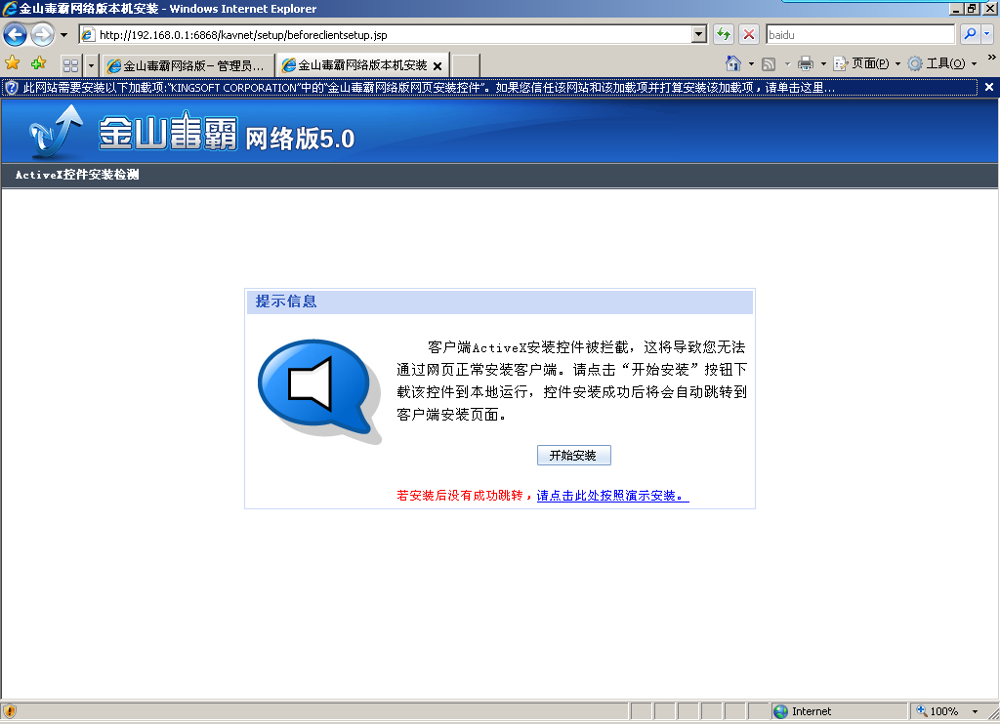 金山毒霸网络版本机安装 - Windows Internet Explorer
http://192.168.0.1:6868/kavnet/setup/beforeclientsetup.jsp
baidu
金山毒霸网络版－管理员...
金山毒霸网络版本机安装
页面(P)
工具(O)
此网站需要安装以下加载项:“KINGSOFT CORPORATION”中的“金山毒霸网络版网页安装控件”。如果您信任该网站和该加载项并打算安装该加载项，请单击这里...
金山毒霸 网络版5.0
ActiveX控件安装检测
提示信息
客户端ActiveX安装控件被拦截，这将导致您无法
通过网页正常安装客户端。请点击“开始安装”按钮下
载该控件到本地运行，控件安装成功后将会自动跳转到
客户端安装页面。
开始安装
若安装后没有成功跳转，请点击此处按照演示安装。
Internet
100%